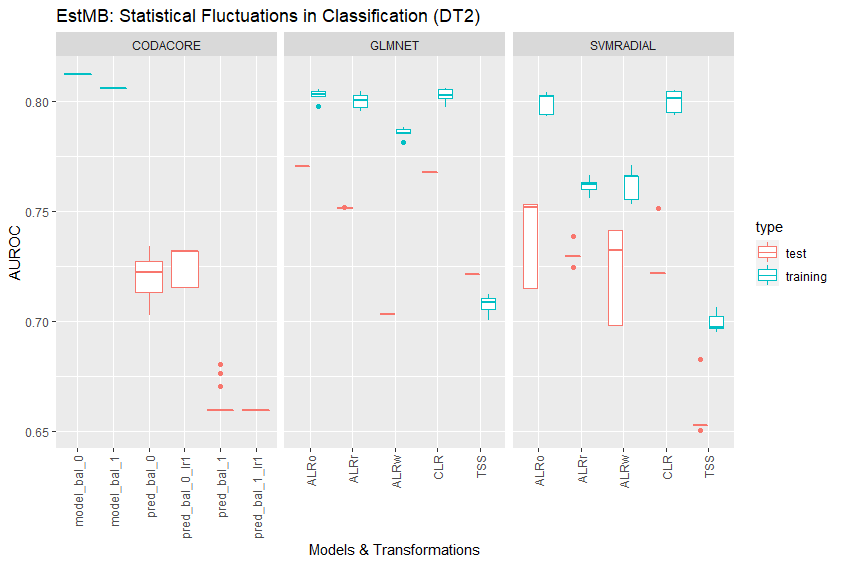 EstMB: Statistical Fluctuations in Classification (DT2)
CODACORE
GLMNET
SVMRADIAL
AUROC
0.80
0.75
0.70
0.65
model_bal_0
model_bal_1
pred_bal_0
pred_bal_0_lr1
pred_bal_1
pred_bal_1_lr1
ALRo
ALRr
ALRw
CLR
TSS
ALRo
ALRr
ALRw
CLR
TSS
Models & Transformations
type
test
training